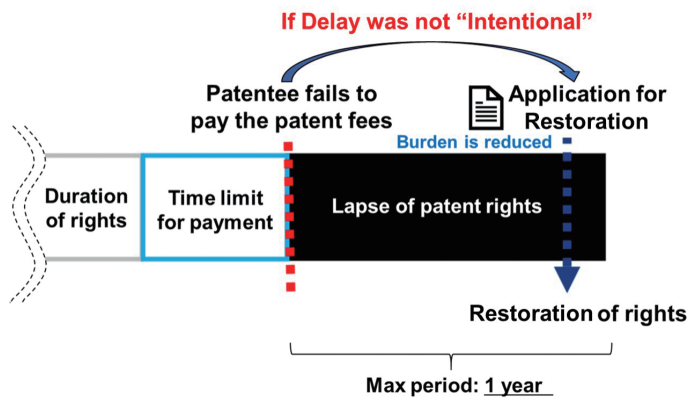 If Delay was not “Intentional”
Patentee fails to
pay the patent fees
Application for
Restoration
Burden is reduced
Duration
of rights
Time limit
for payment
Lapse of patent rights
Restoration of rights
Max period: 1 year